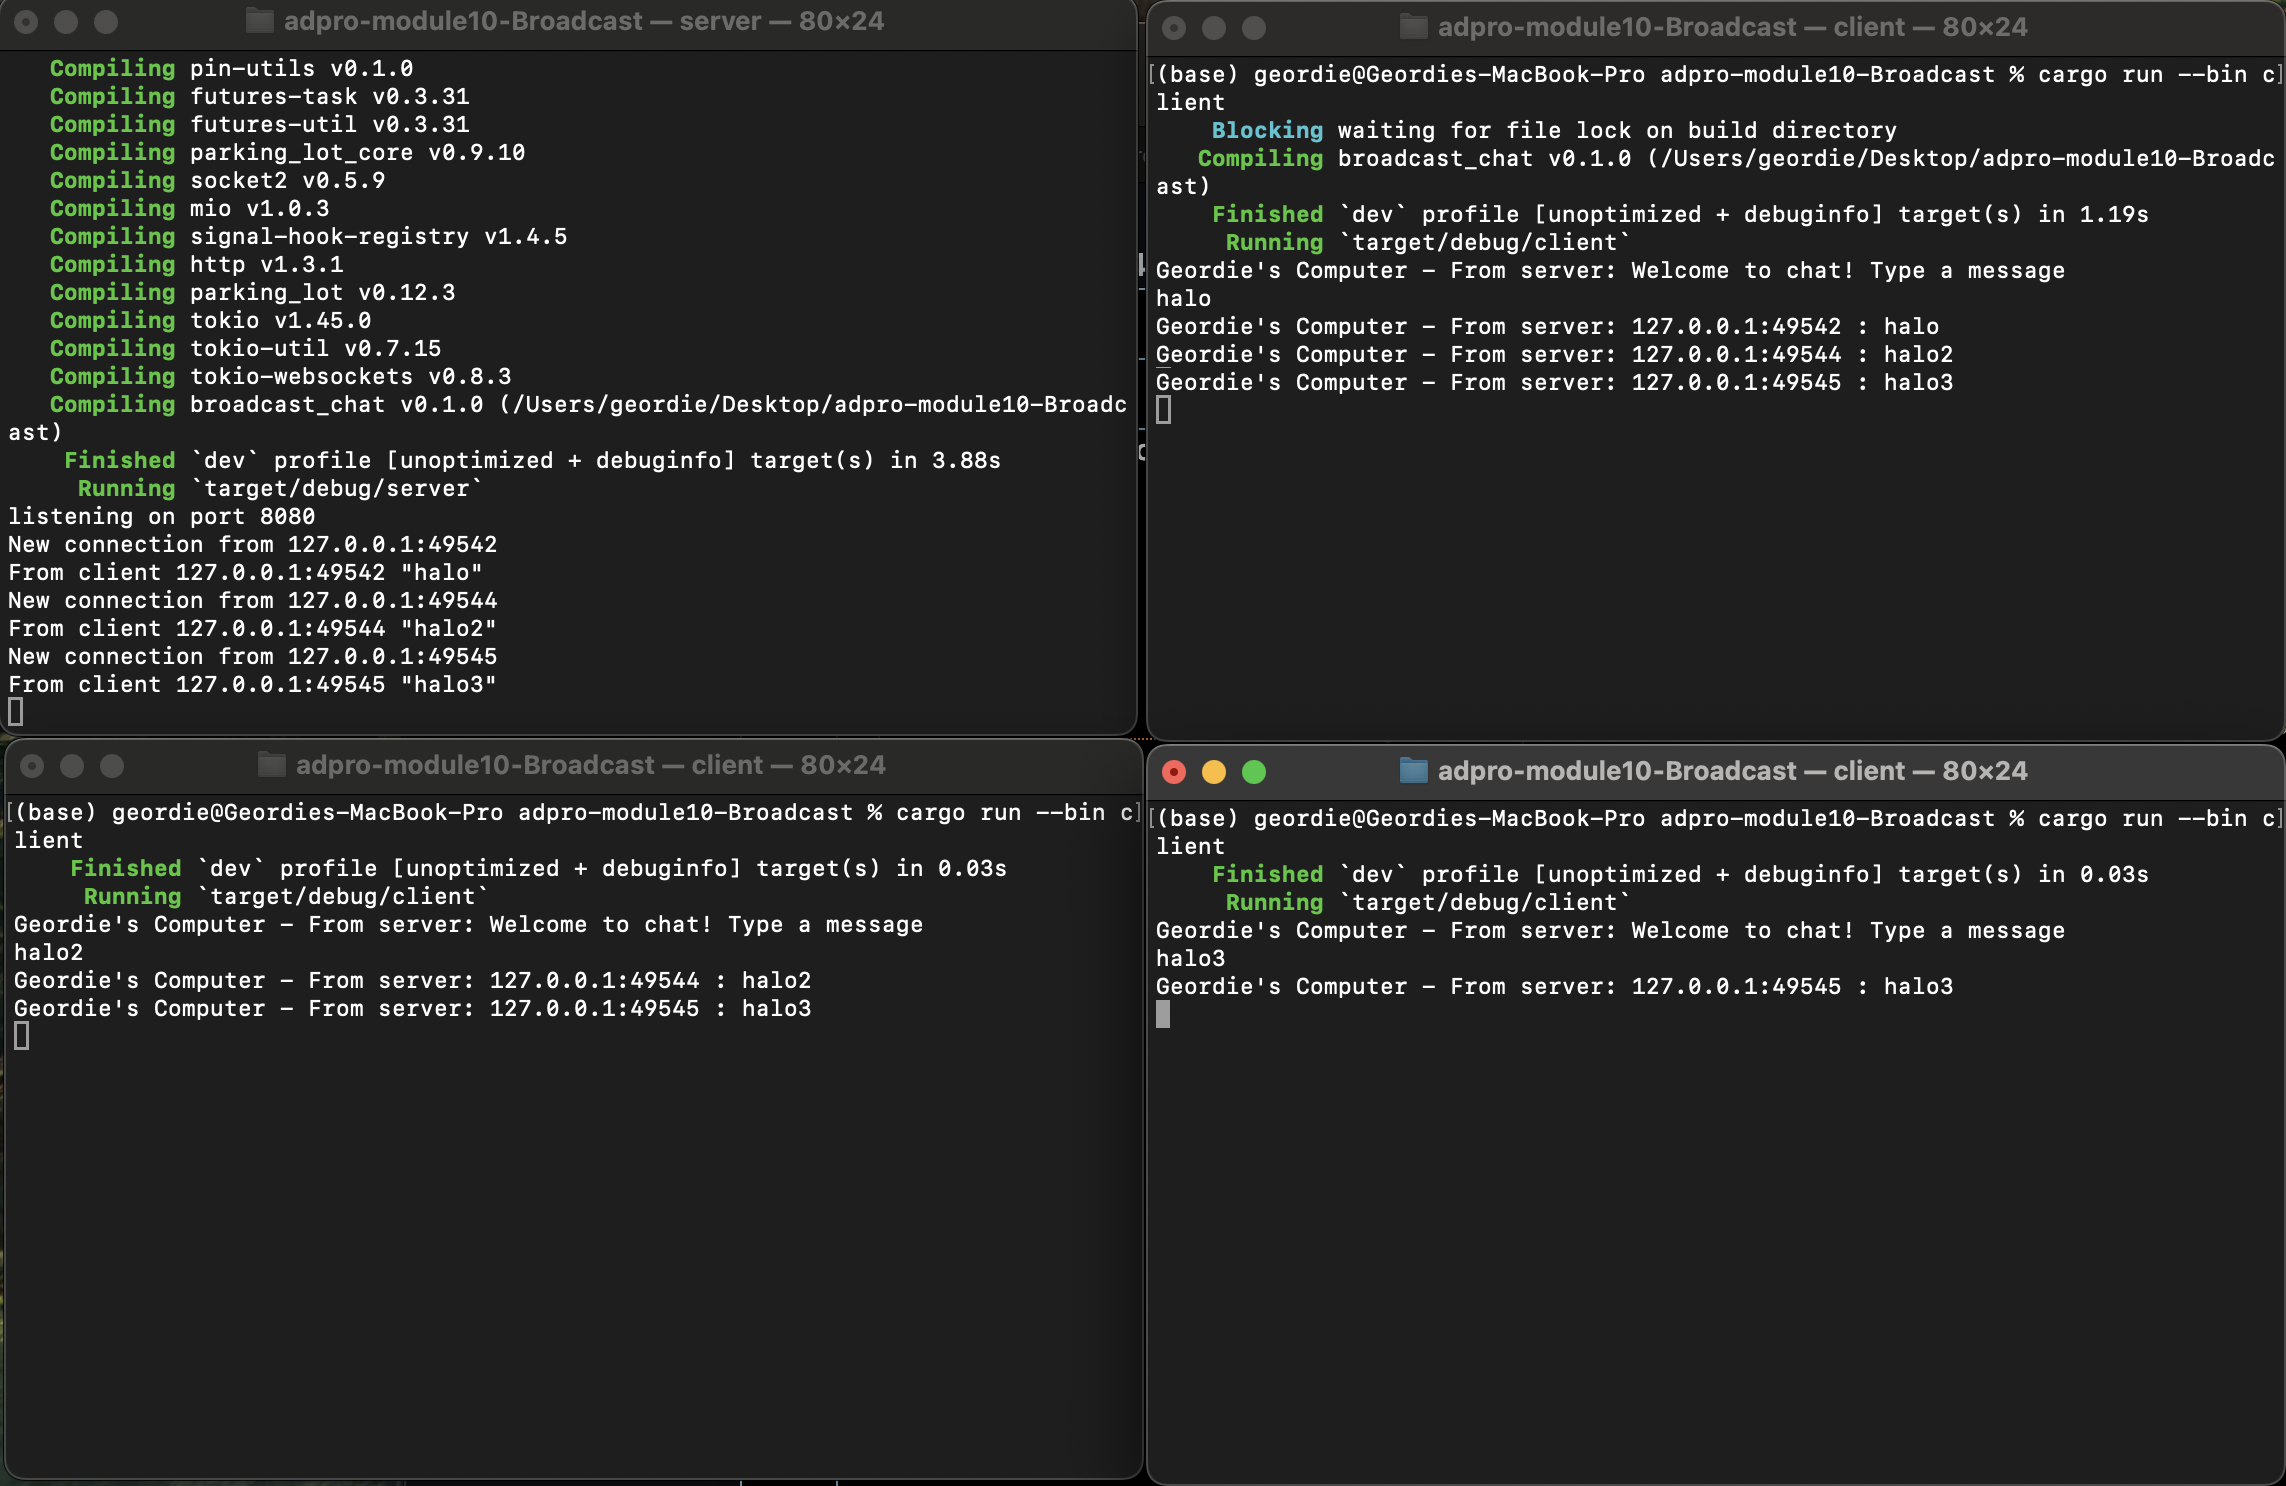 adpro-module10-Broadcast — server — 80×24
   Compiling pin-utils v0.1.0
   Compiling futures-task v0.3.31
   Compiling futures-util v0.3.31
   Compiling parking_lot_core v0.9.10
   Compiling socket2 v0.5.9
   Compiling mio v1.0.3
   Compiling signal-hook-registry v1.4.5
   Compiling http v1.3.1
   Compiling parking_lot v0.12.3
   Compiling tokio v1.45.0
   Compiling tokio-util v0.7.15
   Compiling tokio-websockets v0.8.3
   Compiling broadcast_chat v0.1.0 (/Users/geordie/Desktop/adpro-module10-Broadc
ast)
    Finished `dev` profile [unoptimized + debuginfo] target(s) in 3.88s
     Running `target/debug/server`
listening on port 8080
New connection from 127.0.0.1:49542
From client 127.0.0.1:49542 "halo"
New connection from 127.0.0.1:49544
From client 127.0.0.1:49544 "halo2"
New connection from 127.0.0.1:49545
From client 127.0.0.1:49545 "halo3"
adpro-module10-Broadcast — client — 80×24
[(base) geordie@Geordies-MacBook-Pro adpro-module10-Broadcast % cargo run --bin c]
lient
    Blocking waiting for file lock on build directory
   Compiling broadcast_chat v0.1.0 (/Users/geordie/Desktop/adpro-module10-Broadc
ast)
    Finished `dev` profile [unoptimized + debuginfo] target(s) in 1.19s
     Running `target/debug/client`
Geordie's Computer - From server: Welcome to chat! Type a message
halo
Geordie's Computer - From server: 127.0.0.1:49542 : halo
Geordie's Computer - From server: 127.0.0.1:49544 : halo2
Geordie's Computer - From server: 127.0.0.1:49545 : halo3
adpro-module10-Broadcast — client — 80×24
[(base) geordie@Geordies-MacBook-Pro adpro-module10-Broadcast % cargo run --bin c]
lient
    Finished `dev` profile [unoptimized + debuginfo] target(s) in 0.03s
     Running `target/debug/client`
Geordie's Computer - From server: Welcome to chat! Type a message
halo2
Geordie's Computer - From server: 127.0.0.1:49544 : halo2
Geordie's Computer - From server: 127.0.0.1:49545 : halo3
adpro-module10-Broadcast — client — 80×24
[(base) geordie@Geordies-MacBook-Pro adpro-module10-Broadcast % cargo run --bin c]
lient
    Finished `dev` profile [unoptimized + debuginfo] target(s) in 0.03s
     Running `target/debug/client`
Geordie's Computer - From server: Welcome to chat! Type a message
halo3
Geordie's Computer - From server: 127.0.0.1:49545 : halo3